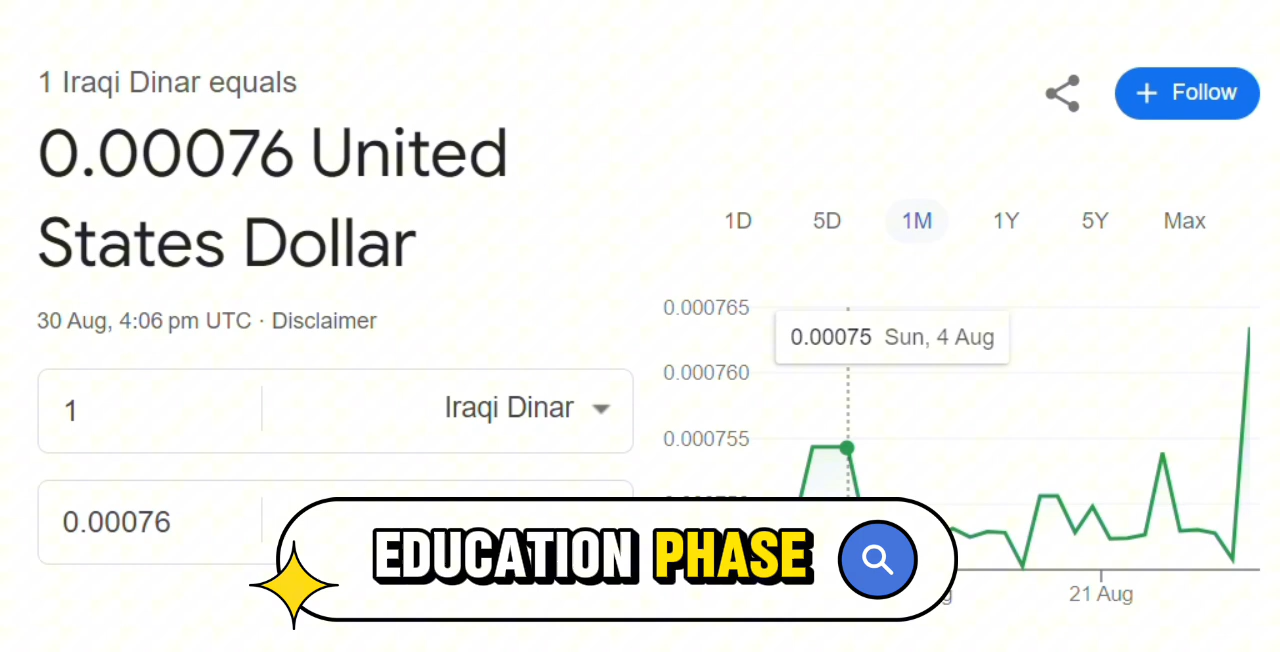 1 Iraqi Dinar equals
0.00076 United
States Dollar
30 Aug, 4:06 pm UTC · Disclaimer
1 Iraqi Dinar
0.00076
+ Follow
1D 5D 1M 1Y 5Y Max
0.000765
0.00075 Sun, 4 Aug
0.000760
0.000755
21 Aug
EDUCATION PHASE